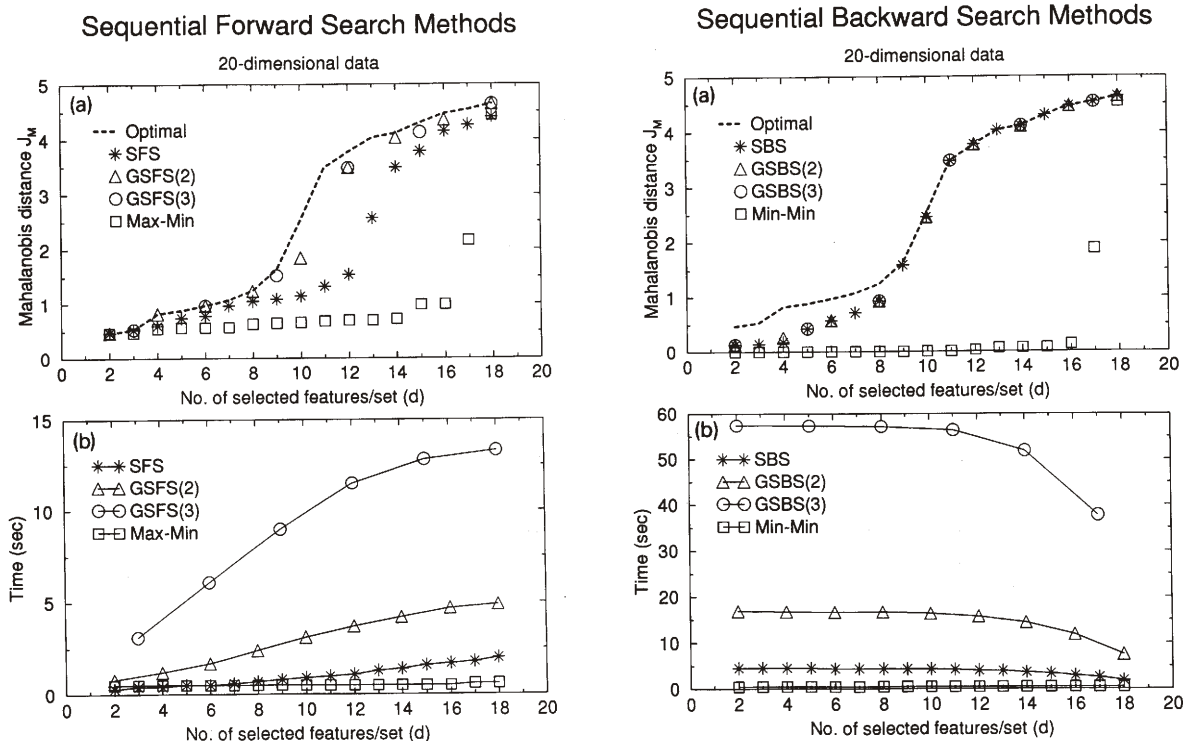 Sequential Forward Search Methods
20-dimensional data
(a)
Optimal
SFS
GSFS(2)
GSFS(3)
Max-Min
Mahalanobis distance J_M
5
4
3
2
1
0
0 2 4 6 8 10 12 14 16 18 20
No. of selected features/set (d)
(b)
SFS
GSFS(2)
GSFS(3)
Max-Min
Time (sec)
15
10
5
0
0 2 4 6 8 10 12 14 16 18 20
No. of selected features/set (d)
Sequential Backward Search Methods
20-dimensional data
(a)
Optimal
SBS
GSBS(2)
GSBS(3)
Min-Min
Mahalanobis distance J_M
5
4
3
2
1
0
0 2 4 6 8 10 12 14 16 18 20
No. of selected features/set (d)
(b)
SBS
GSBS(2)
GSBS(3)
Min-Min
Time (sec)
60
50
40
30
20
10
0
0 2 4 6 8 10 12 14 16 18 20
No. of selected features/set (d)